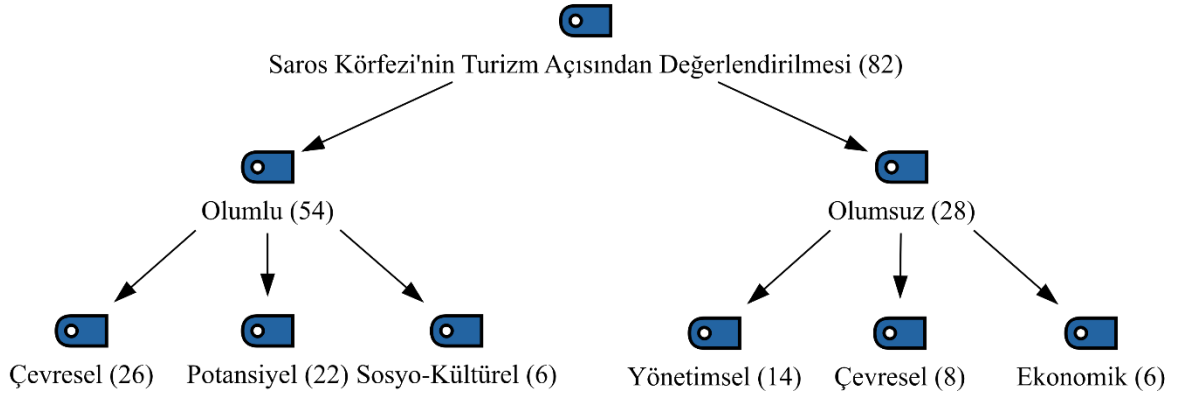 Saros Körfezi'nin Turizm Açısından Değerlendirilmesi (82)
Olumlu (54)
Olumsuz (28)
Çevresel (26)
Potansiyel (22)
Sosyo-Kültürel (6)
Yönetimsel (14)
Çevresel (8)
Ekonomik (6)